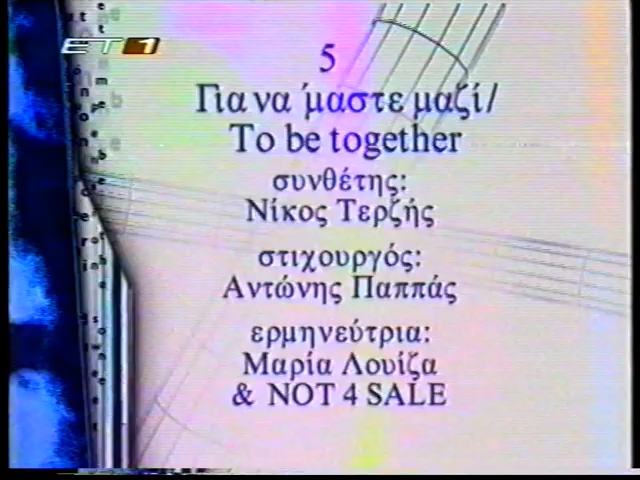 ET1
5
Για να 'μαστε μαζί/
To be together
συνθέτης:
Νίκος Τερζής
στιχουργός:
Αντώνης Παππάς
ερμηνεύτρια:
Μαρία Λουίζα
& NOT 4 SALE